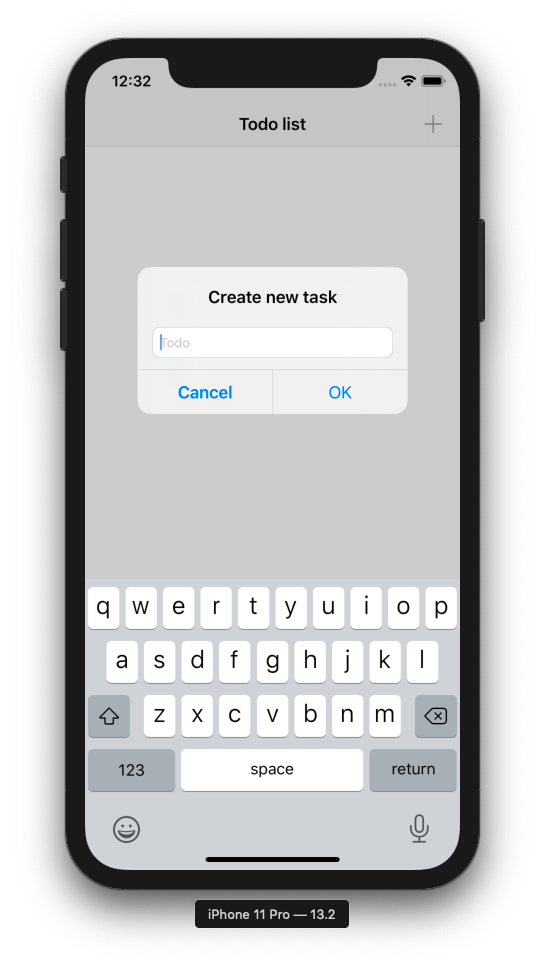 12:32
Todo list
Create new task
Todo
Cancel OK
q w e r t y u i o p
a s d f g h j k l
z x c v b n m
123 space return
iPhone 11 Pro — 13.2